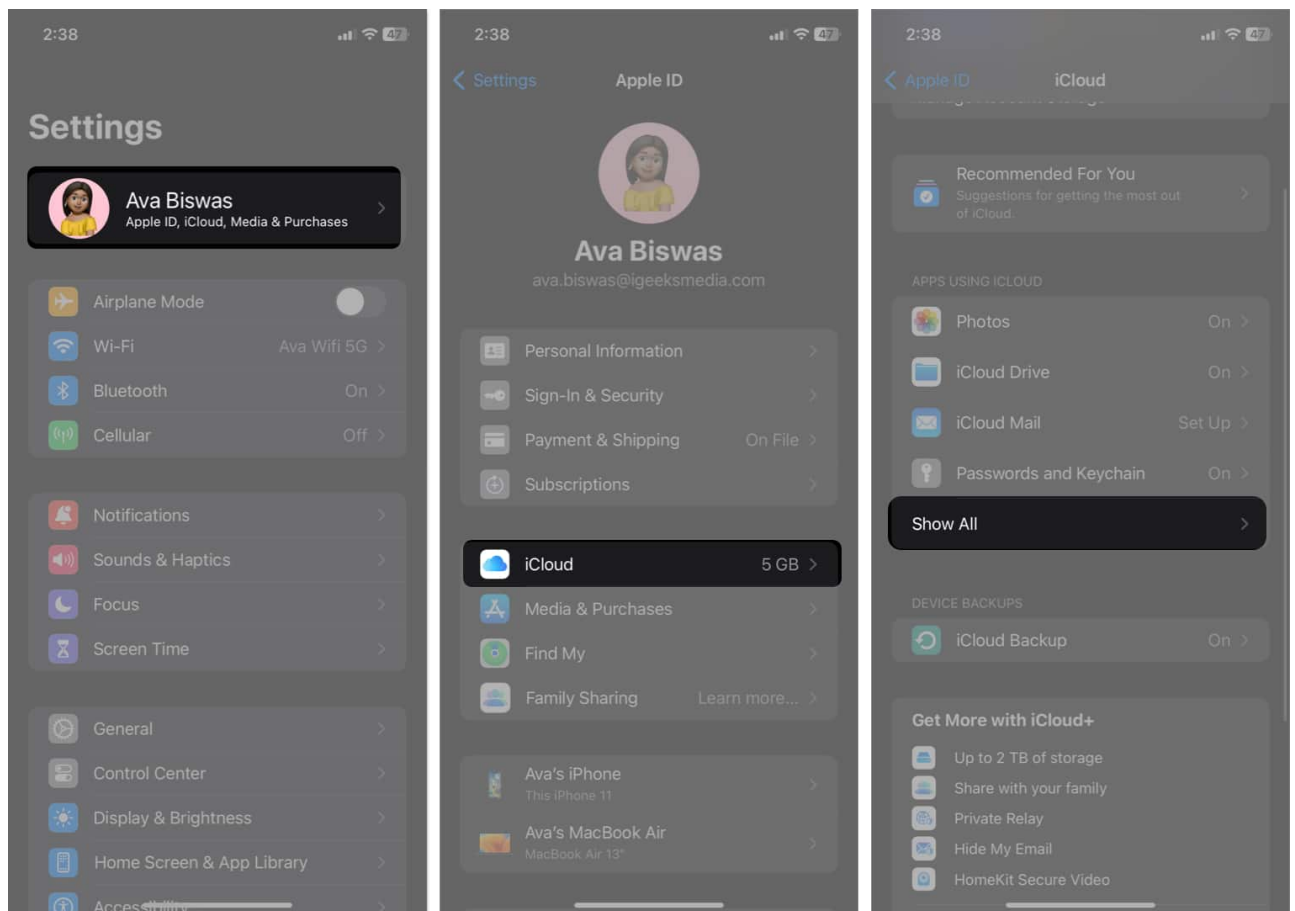 2:38
47
Settings
Ava Biswas
Apple ID, iCloud, Media & Purchases
Airplane Mode
Wi-Fi Ava Wifi 5G
Bluetooth On
Cellular Off
Notifications
Sounds & Haptics
Focus
Screen Time
General
Control Center
Display & Brightness
Home Screen & App Library
Accessibility
2:38
47
Settings Apple ID
Ava Biswas
ava.biswas@igeeksmedia.com
Personal Information
Sign-In & Security
Payment & Shipping On File
Subscriptions
iCloud 5 GB
Media & Purchases
Find My
Family Sharing Learn more...
Ava's iPhone
This iPhone 11
Ava's MacBook Air
MacBook Air 13"
2:38
47
Apple ID iCloud
Recommended For You
Suggestions for getting the most out
of iCloud.
APPS USING ICLOUD
Photos On
iCloud Drive On
iCloud Mail Set Up
Passwords and Keychain On
Show All
DEVICE BACKUPS
iCloud Backup On
Get More with iCloud+
Up to 2 TB of storage
Share with your family
Private Relay
Hide My Email
HomeKit Secure Video